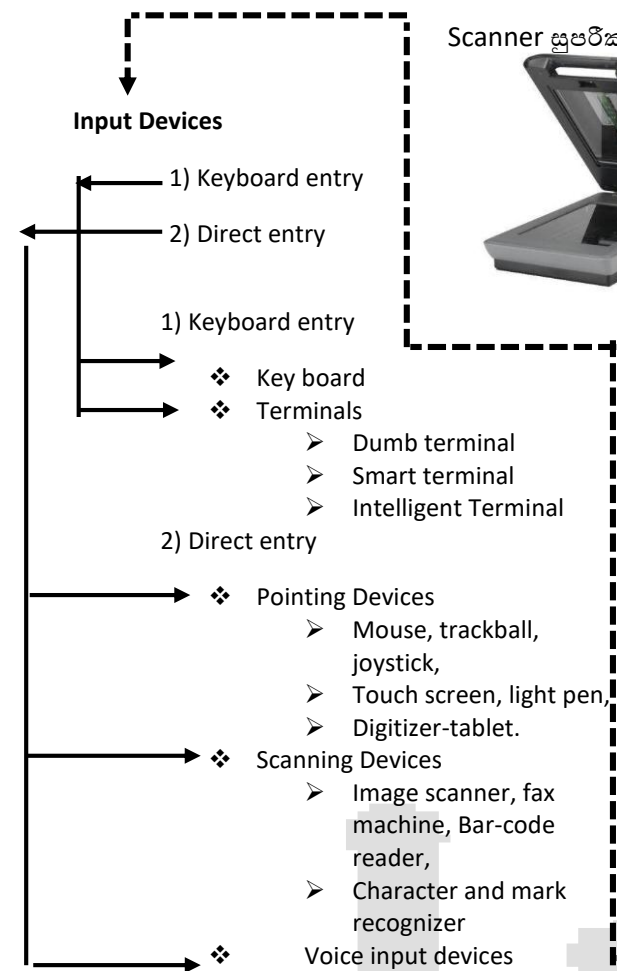 Scanner
Input Devices
1) Keyboard entry
2) Direct entry
1) Keyboard entry
❖ Key board
❖ Terminals
➢ Dumb terminal
➢ Smart terminal
➢ Intelligent Terminal
2) Direct entry
❖ Pointing Devices
➢ Mouse, trackball,
joystick,
➢ Touch screen, light pen,
➢ Digitizer-tablet.
❖ Scanning Devices
➢ Image scanner, fax
machine, Bar-code
reader,
➢ Character and mark
recognizer
❖ Voice input devices